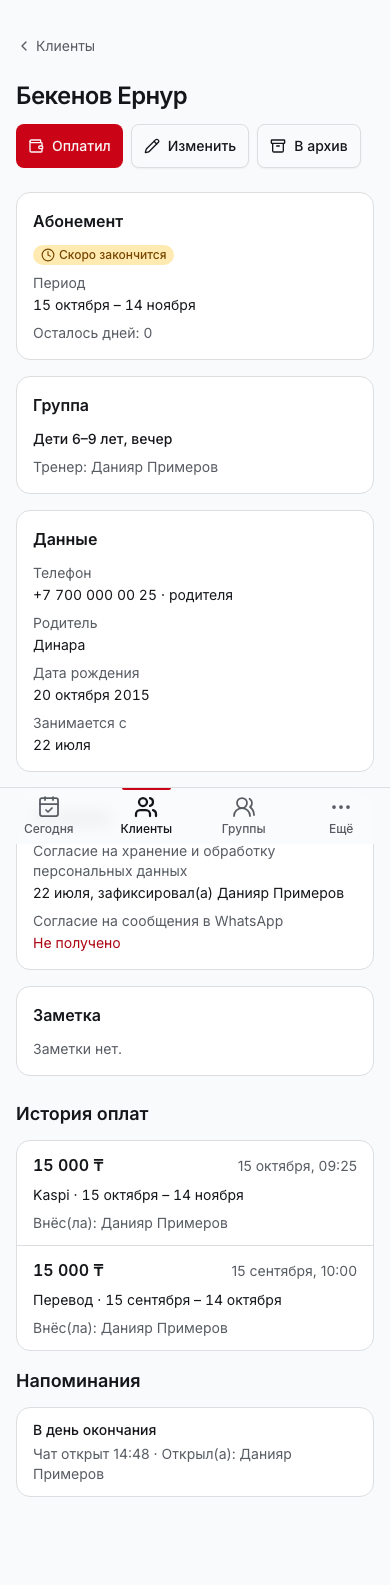 Клиенты
Бекенов Ернур
Оплатил
Изменить
В архив
Абонемент
Скоро закончится
Период
15 октября – 14 ноября
Осталось дней: 0
Группа
Дети 6–9 лет, вечер
Тренер: Данияр Примеров
Данные
Телефон
+7 700 000 00 25 · родителя
Родитель
Динара
Дата рождения
20 октября 2015
Занимается с
22 июля
Сегодня
Клиенты
Группы
Ещё
Согласие на хранение и обработку
персональных данных
22 июля, зафиксировал(а) Данияр Примеров
Согласие на сообщения в WhatsApp
Не получено
Заметка
Заметки нет.
История оплат
15 000 ₸
15 октября, 09:25
Kaspi · 15 октября – 14 ноября
Внёс(ла): Данияр Примеров
15 000 ₸
15 сентября, 10:00
Перевод · 15 сентября – 14 октября
Внёс(ла): Данияр Примеров
Напоминания
В день окончания
Чат открыт 14:48 · Открыл(а): Данияр
Примеров